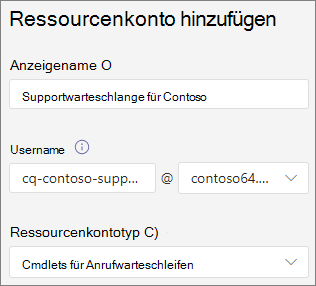 Ressourcenkonto hinzufügen
Anzeigename O
Supportwarteschlange für Contoso
Username
cq-contoso-supp... @ contoso64....
Ressourcenkontotyp C)
Cmdlets für Anrufwarteschleifen